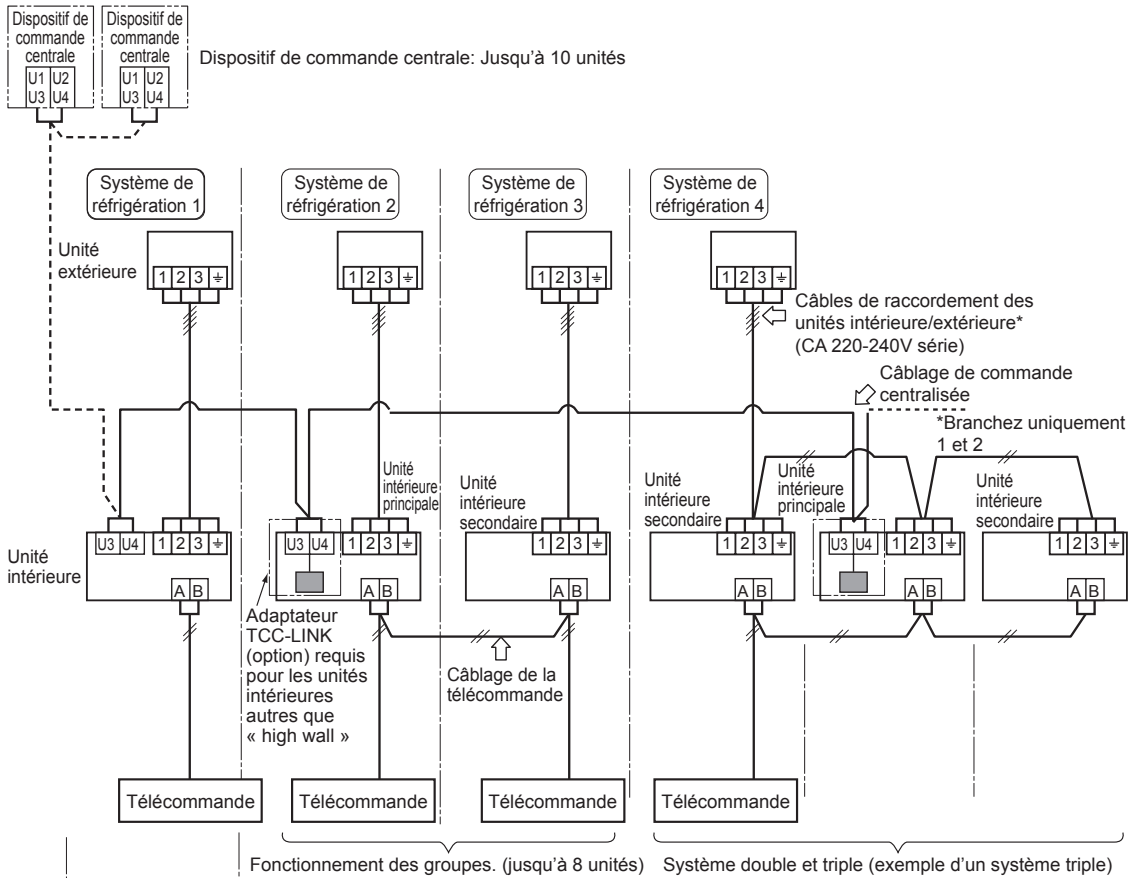 Dispositif de
commande
centrale
U1 U2
U3 U4
Dispositif de
commande
centrale
U1 U2
U3 U4
Dispositif de commande centrale: Jusqu'à 10 unités
Système de
réfrigération 1
Système de
réfrigération 2
Système de
réfrigération 3
Système de
réfrigération 4
Unité
extérieure
1 2 3 ⏚
1 2 3 ⏚
1 2 3 ⏚
1 2 3 ⏚
Câbles de raccordement des
unités intérieure/extérieure*
(CA 220-240V série)
Câblage de commande
centralisée
*Branchez uniquement
1 et 2
Unité
intérieure
principale
Unité
intérieure
secondaire
Unité
intérieure
secondaire
Unité
intérieure
principale
Unité
intérieure
secondaire
Unité
intérieure
U3 U4 1 2 3 ⏚
U3 U4 1 2 3 ⏚
1 2 3 ⏚
1 2 3 ⏚
U3 U4 1 2 3 ⏚
1 2 3 ⏚
A B
A B
A B
A B
A B
A B
Adaptateur
TCC-LINK
(option) requis
pour les unités
intérieures
autres que
« high wall »
Câblage de la
télécommande
Télécommande
Télécommande
Télécommande
Télécommande
Fonctionnement des groupes. (jusqu'à 8 unités)
Système double et triple (exemple d'un système triple)